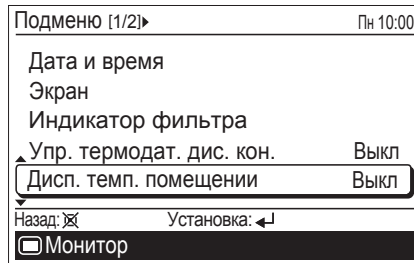 Подменю [1/2] Пн 10:00
Дата и время
Экран
Индикатор фильтра
Упр. термодат. дис. кон. Выкл
Дисп. темп. помещении Выкл
Назад: Установка:
Монитор